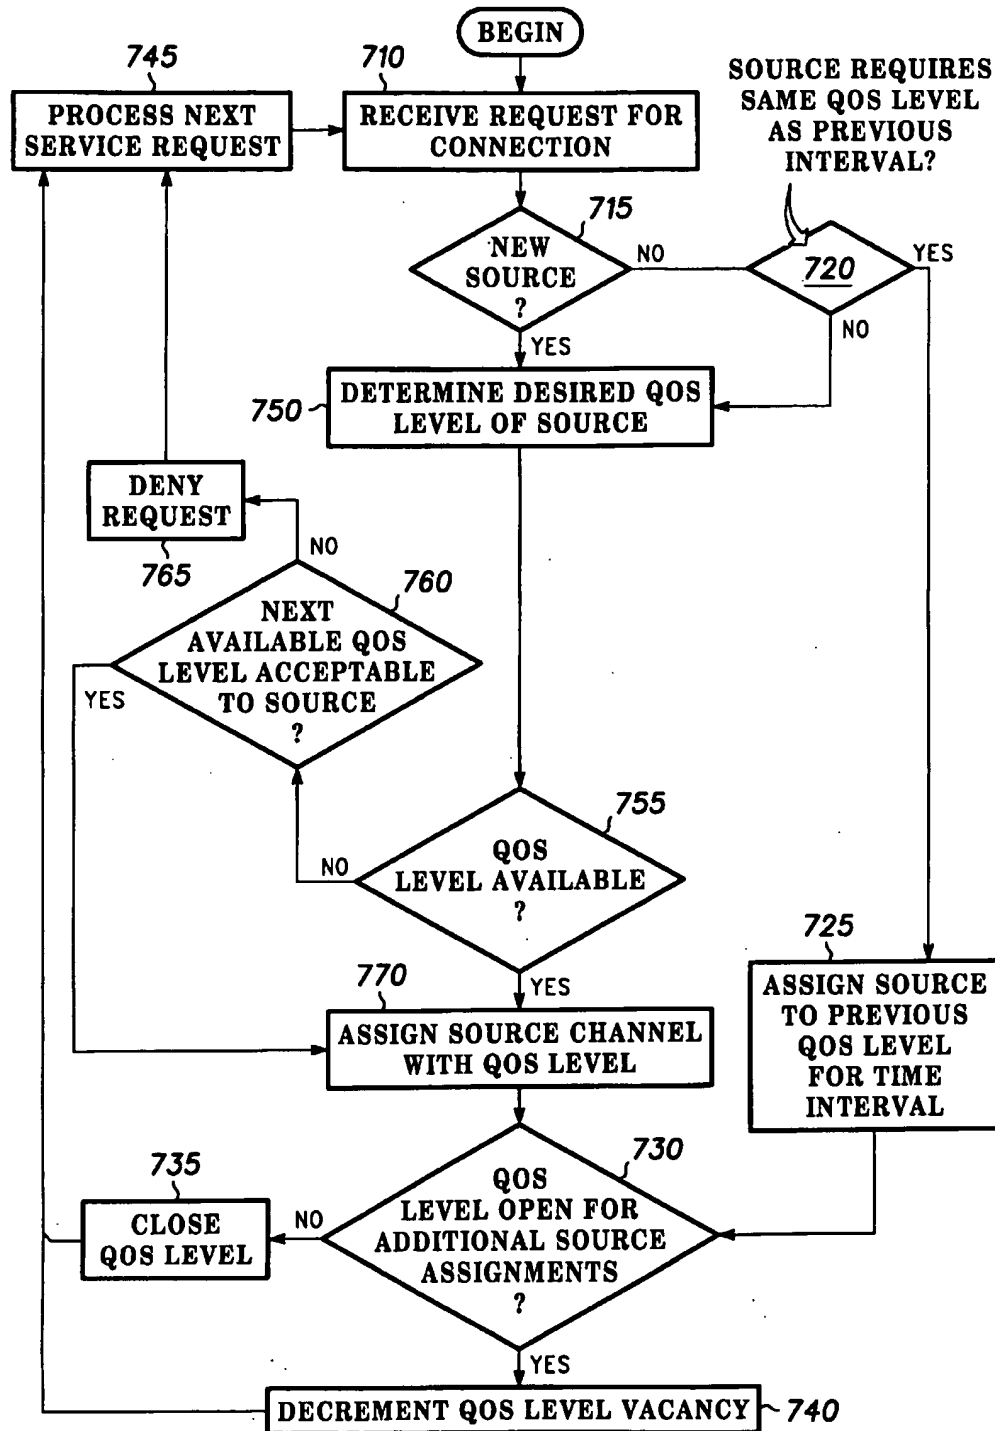 BEGIN
745
PROCESS NEXT
SERVICE REQUEST
710
RECEIVE REQUEST FOR
CONNECTION
SOURCE REQUIRES
SAME QOS LEVEL
AS PREVIOUS
INTERVAL?
715
NEW
SOURCE
?
NO
720
YES
NO
YES
750
DETERMINE DESIRED QOS
LEVEL OF SOURCE
DENY
REQUEST
765
NO
760
NEXT
AVAILABLE QOS
LEVEL ACCEPTABLE
TO SOURCE
?
YES
755
QOS
LEVEL AVAILABLE
?
NO
YES
725
ASSIGN SOURCE
TO PREVIOUS
QOS LEVEL
FOR TIME
INTERVAL
770
ASSIGN SOURCE CHANNEL
WITH QOS LEVEL
730
QOS
LEVEL OPEN FOR
ADDITIONAL SOURCE
ASSIGNMENTS
?
NO
735
CLOSE
QOS LEVEL
YES
DECREMENT QOS LEVEL VACANCY
740